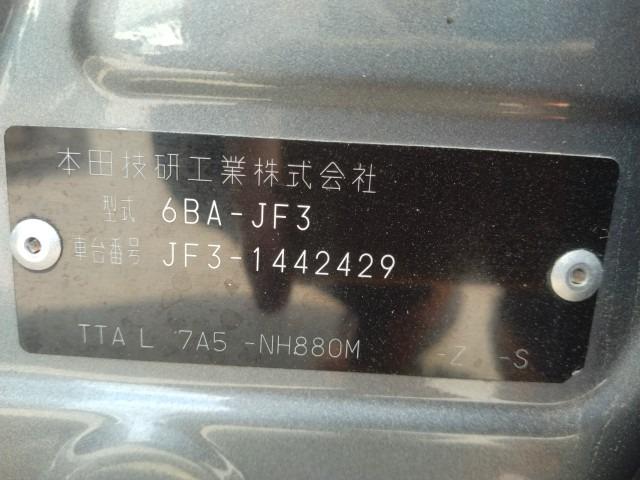 本田技研工業株式会社
型式 6BA-JF3
車台番号 JF3-1442429
TTA L 7A5 -NH880M -Z -S